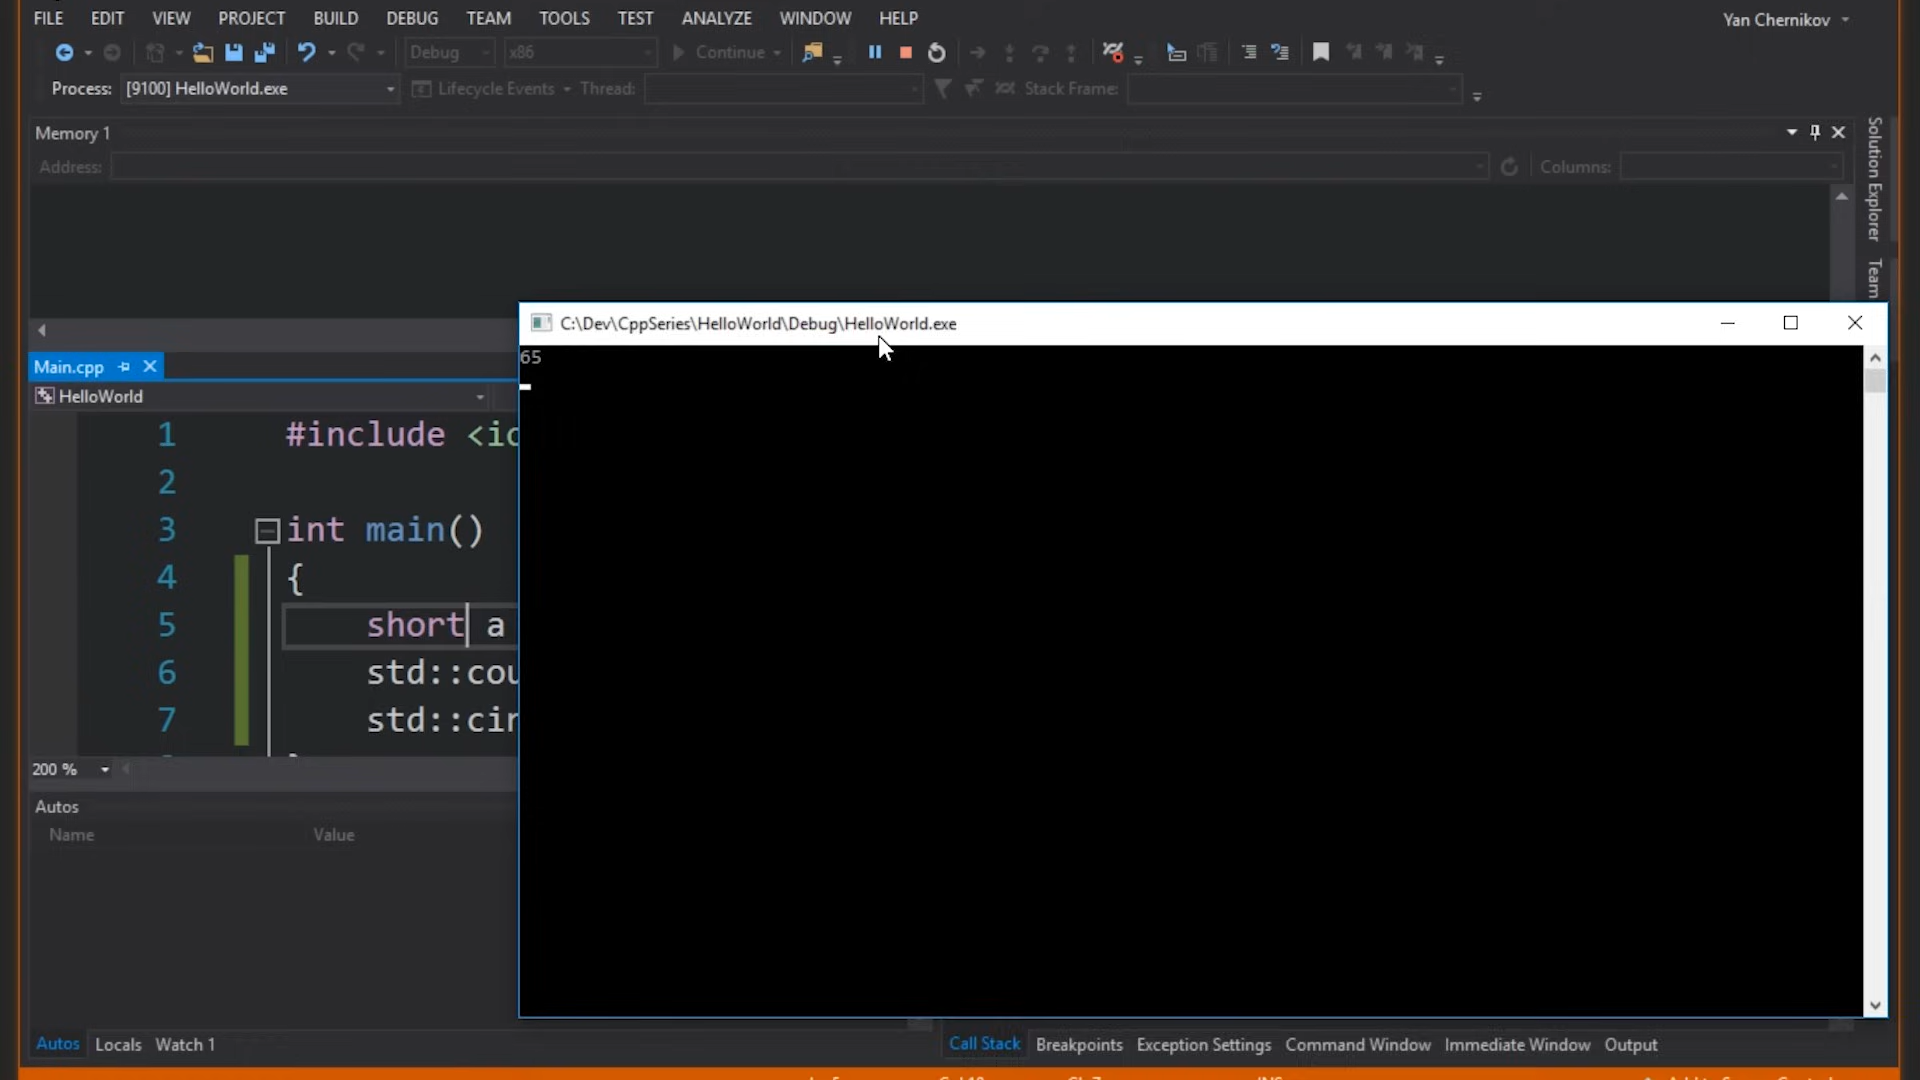 FILE EDIT VIEW PROJECT BUILD DEBUG TEAM TOOLS TEST ANALYZE WINDOW HELP Yan Chernikov
Debug x86 Continue
Process: [9100] HelloWorld.exe Lifecycle Events Thread: Stack Frame:
Memory 1
Address: Columns:
Solution Explorer
Team
C:\Dev\CppSeries\HelloWorld\Debug\HelloWorld.exe
65
Main.cpp
HelloWorld
1 #include <io
2
3 int main()
4 {
5 short a
6 std::cou
7 std::cin
200 %
Autos
Name Value
Autos Locals Watch 1
Call Stack Breakpoints Exception Settings Command Window Immediate Window Output